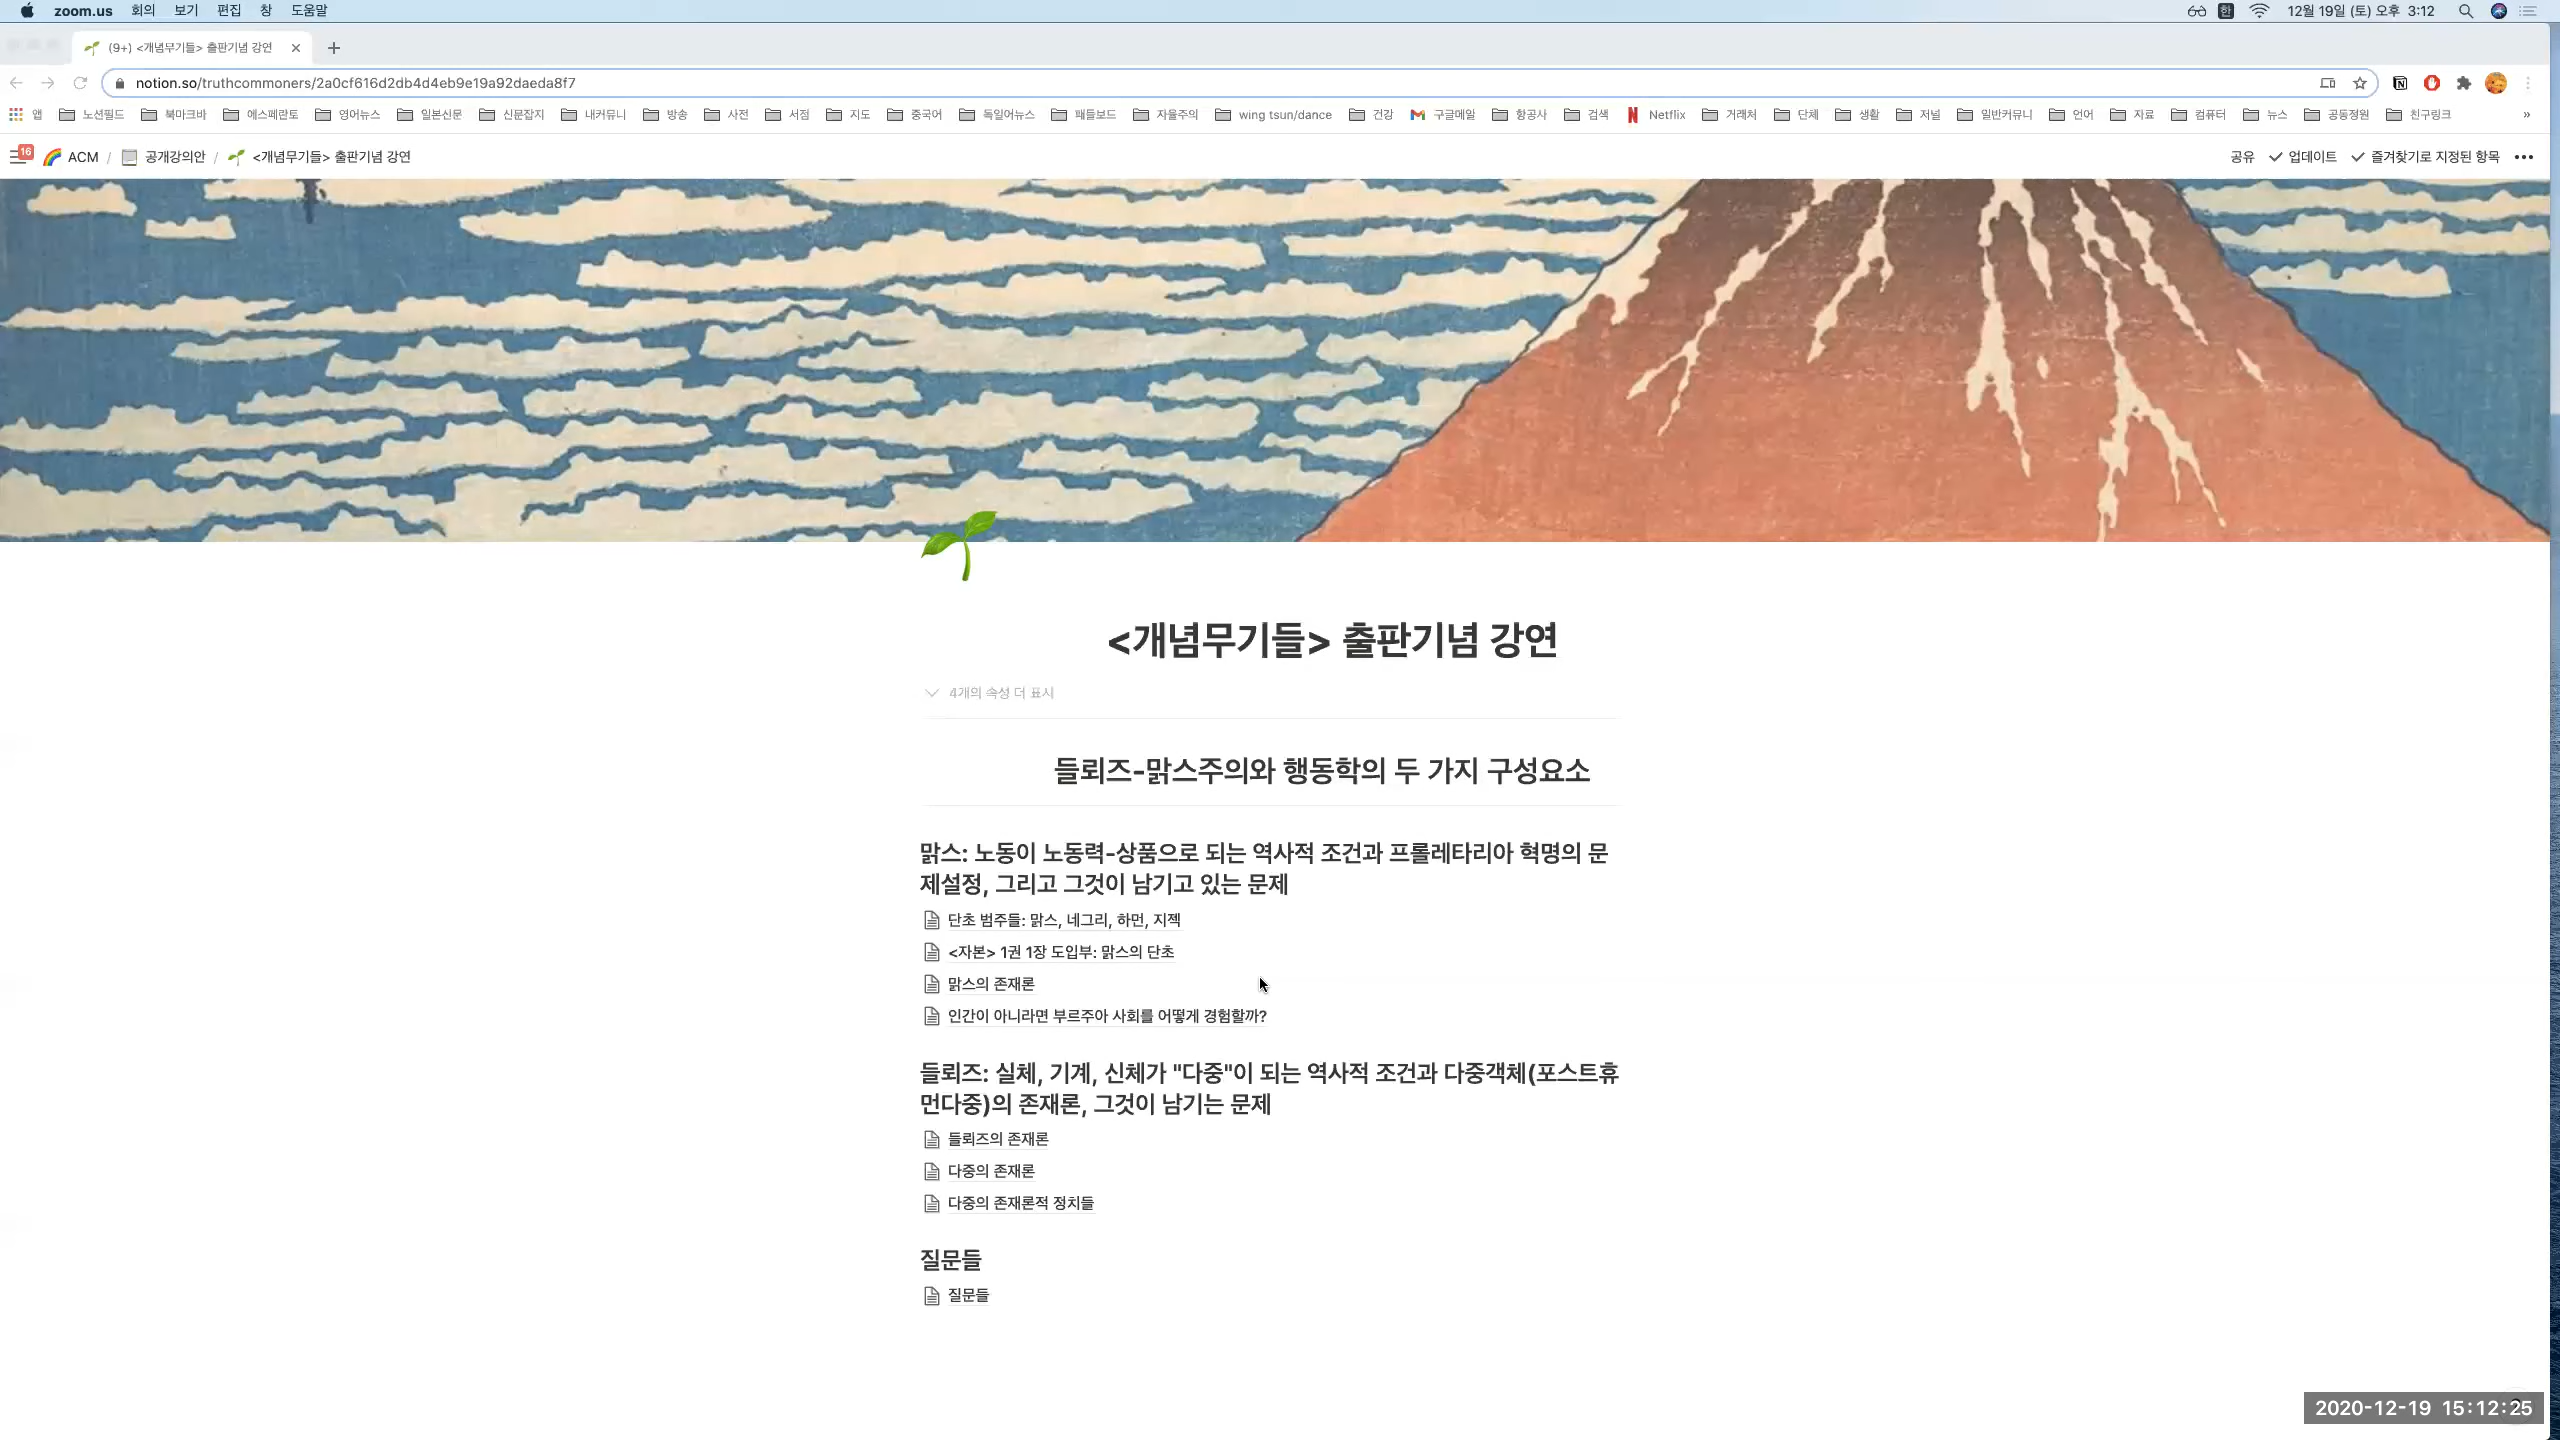 zoom.us 회의 보기 편집 창 도움말 한 12월 19일 (토) 오후 3:12
(9+) <개념무기들> 출판기념 강연
notion.so/truthcommoners/2a0cf616d2db4d4eb9e19a92daeda8f7
앱 노션필드 북마크바 에스페란토 영어뉴스 일본신문 신문잡지 내커뮤니 방송 사전 서점 지도 중국어 독일어뉴스 패들보드 자율주의 wing tsun/dance 건강 구글메일 항공사 검색 Netflix 거래처 단체 생활 저널 일반커뮤니 언어 자료 컴퓨터 뉴스 공동정원 친구링크 »
16 ACM / 공개강의안 / <개념무기들> 출판기념 강연 공유 업데이트 즐겨찾기로 지정된 항목
<개념무기들> 출판기념 강연
4개의 속성 더 표시
들뢰즈-맑스주의와 행동학의 두 가지 구성요소
맑스: 노동이 노동력-상품으로 되는 역사적 조건과 프롤레타리아 혁명의 문
제설정, 그리고 그것이 남기고 있는 문제
단초 범주들: 맑스, 네그리, 하먼, 지젝
<자본> 1권 1장 도입부: 맑스의 단초
맑스의 존재론
인간이 아니라면 부르주아 사회를 어떻게 경험할까?
들뢰즈: 실체, 기계, 신체가 "다중"이 되는 역사적 조건과 다중객체(포스트휴
먼다중)의 존재론, 그것이 남기는 문제
들뢰즈의 존재론
다중의 존재론
다중의 존재론적 정치들
질문들
질문들
2020-12-19 15:12:25